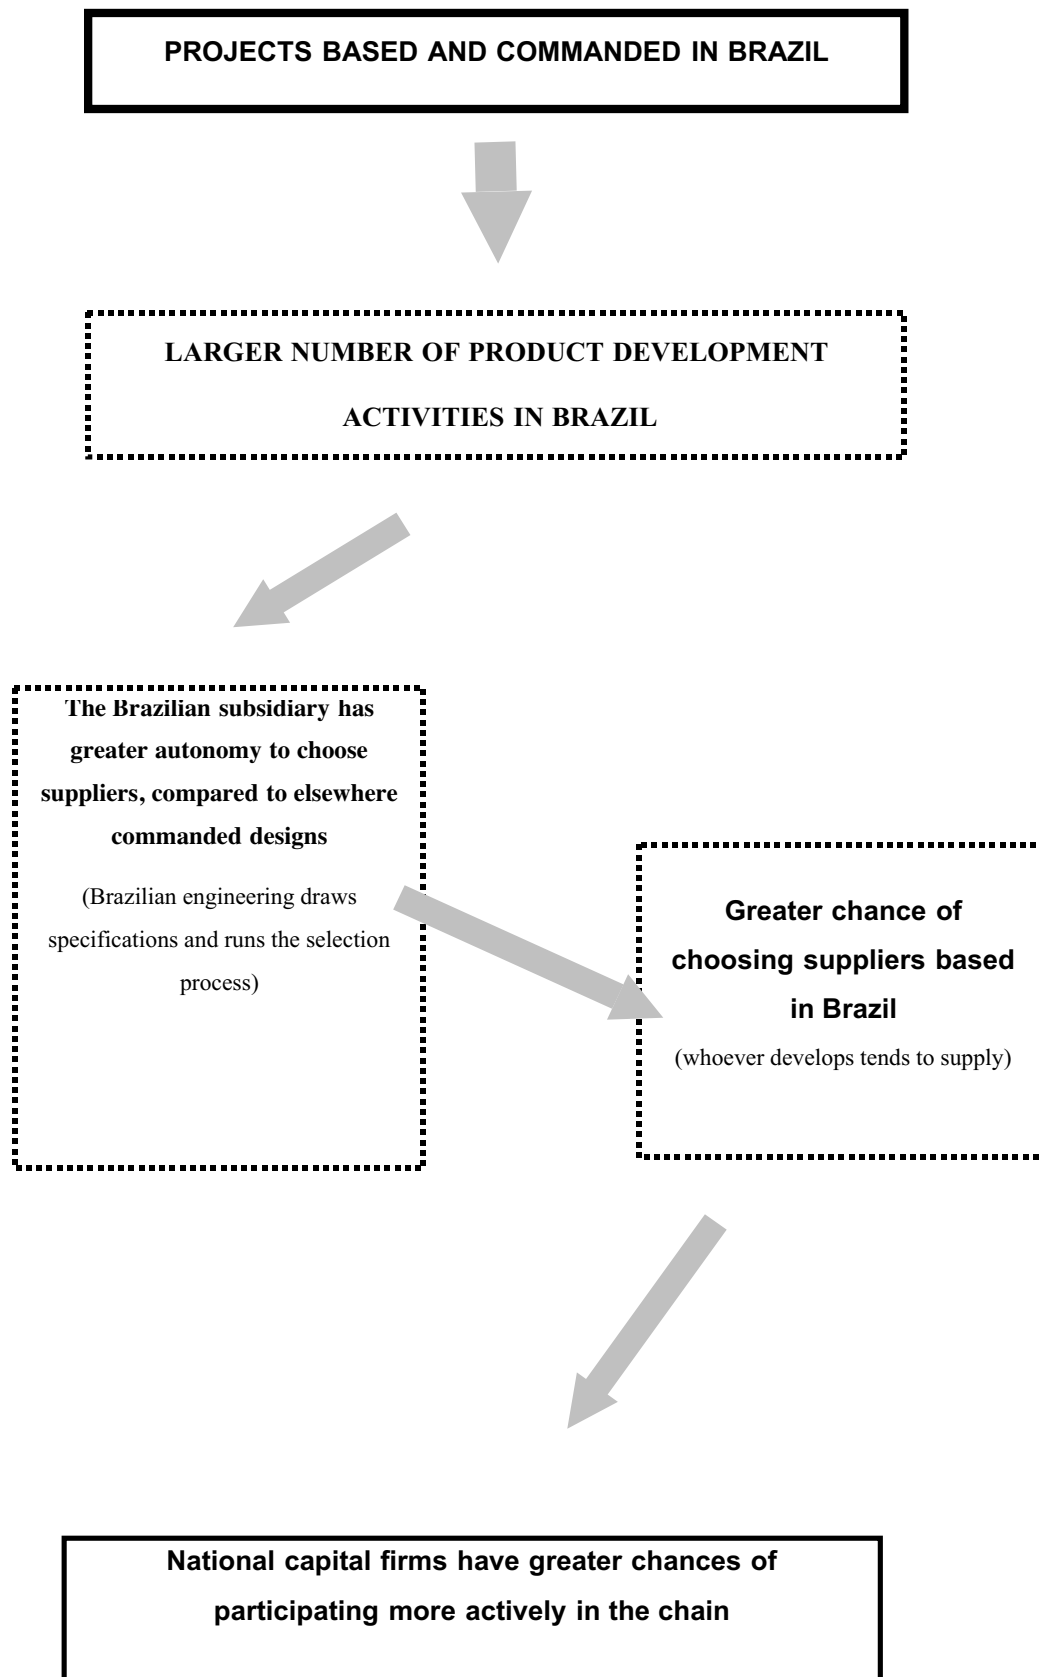 PROJECTS BASED AND COMMANDED IN BRAZIL
LARGER NUMBER OF PRODUCT DEVELOPMENT
ACTIVITIES IN BRAZIL
The Brazilian subsidiary has
greater autonomy to choose
suppliers, compared to elsewhere
commanded designs
(Brazilian engineering draws
specifications and runs the selection
process)
Greater chance of
choosing suppliers based
in Brazil
(whoever develops tends to supply)
National capital firms have greater chances of
participating more actively in the chain